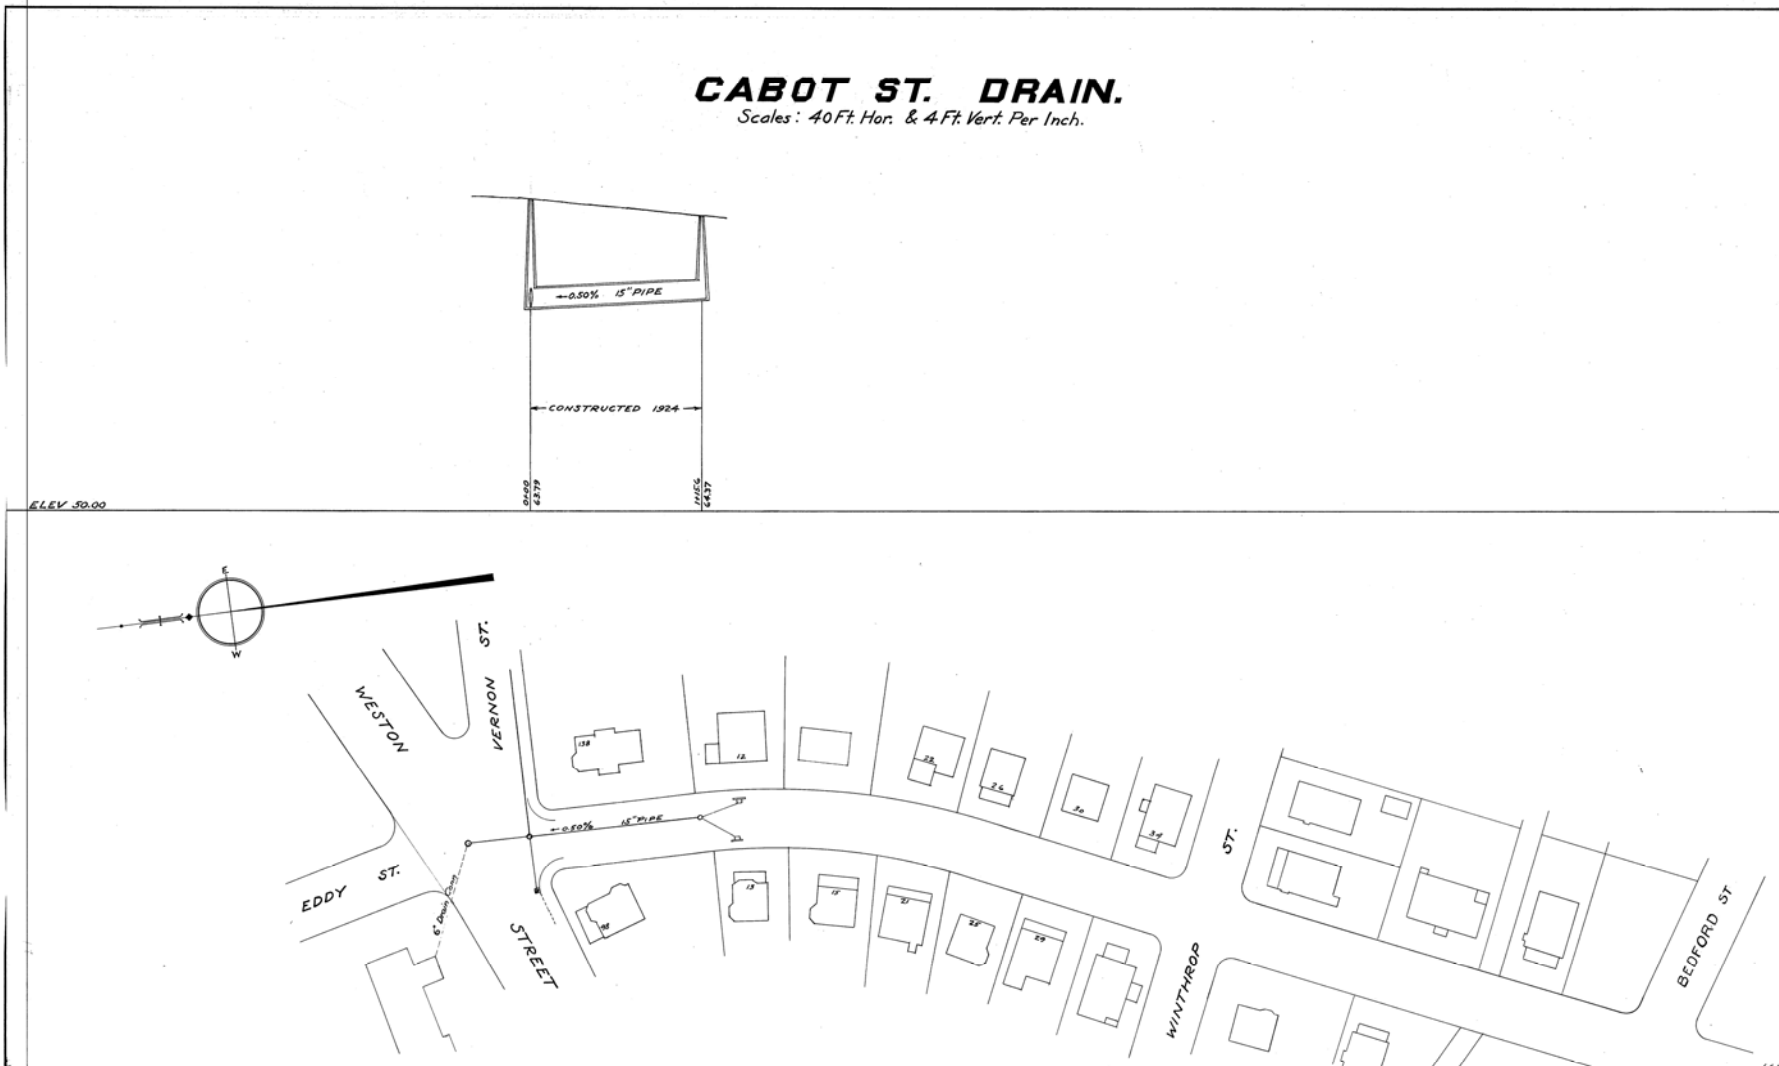 CABOT ST. DRAIN.
Scales: 40 Ft. Hor. & 4 Ft. Vert. Per Inch.
←0.50% 15" PIPE
CONSTRUCTED 1924
0+00
63.79
1+15.6
64.37
ELEV 50.00
E
W
WESTON
VERNON ST.
138
12
22
26
30
34
←0.50% 15" PIPE
EDDY ST.
6" Drain Conn
STREET
98
13
15
21
25
29
WINTHROP ST.
BEDFORD ST